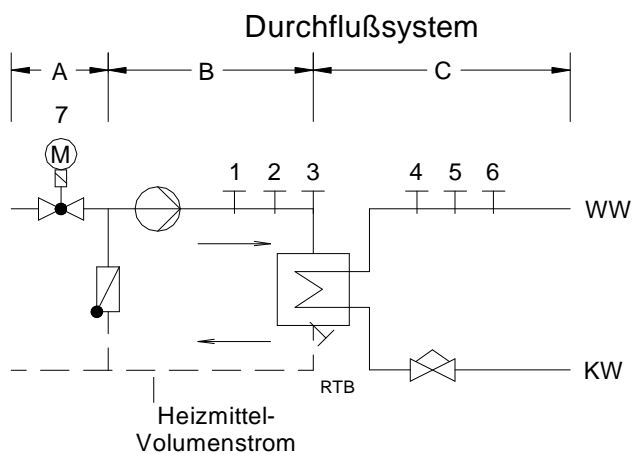 Durchflußsystem
A B C
7
M
1 2 3 4 5 6
WW
RTB
KW
Heizmittel-
Volumenstrom